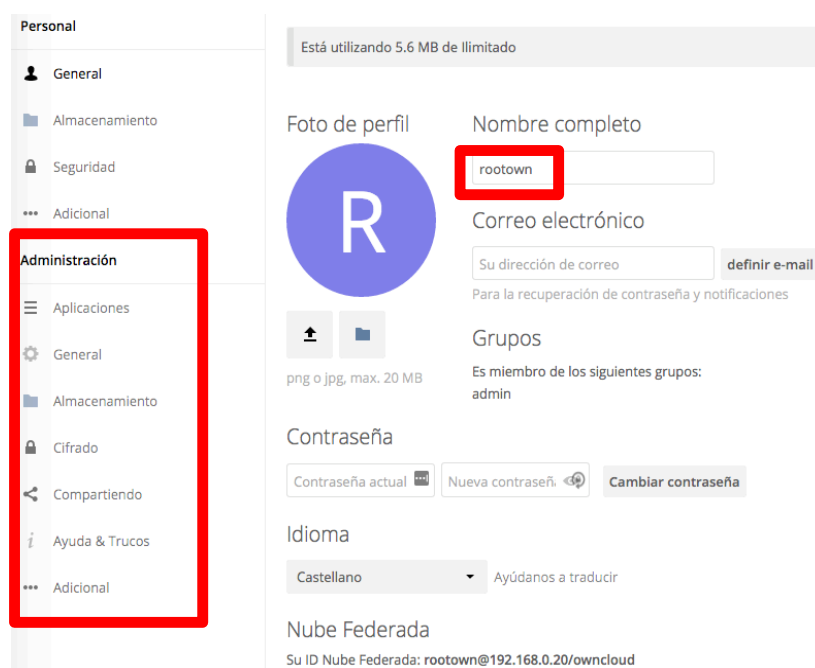 Personal
General
Almacenamiento
Seguridad
Adicional
Administración
Aplicaciones
General
Almacenamiento
Cifrado
Compartiendo
Ayuda & Trucos
Adicional
Está utilizando 5.6 MB de Ilimitado
Foto de perfil
R
png o jpg, max. 20 MB
Nombre completo
rootown
Correo electrónico
Su dirección de correo
definir e-mail
Para la recuperación de contraseña y notificaciones
Grupos
Es miembro de los siguientes grupos:
admin
Contraseña
Contraseña actual
Nueva contraseñ
Cambiar contraseña
Idioma
Castellano
Ayúdanos a traducir
Nube Federada
Su ID Nube Federada: rootown@192.168.0.20/owncloud